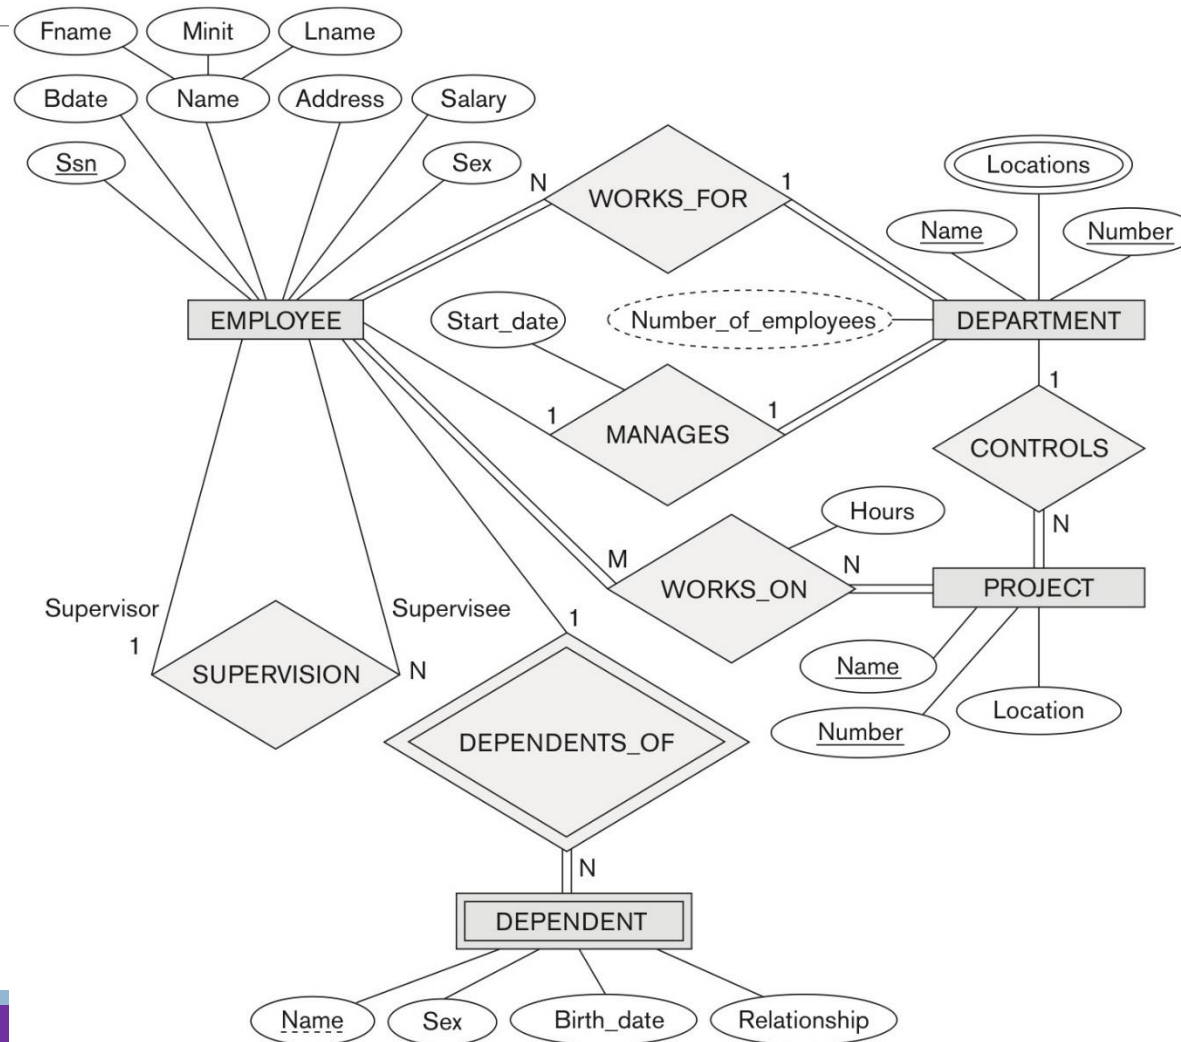 Fname Minit Lname
Bdate Name Address Salary
Ssn Sex
N WORKS_FOR 1
Locations
Name Number
EMPLOYEE
Start_date
Number_of_employees
DEPARTMENT
1 MANAGES 1
1
CONTROLS
N
Hours
M WORKS_ON N
PROJECT
Name
Number
Location
Supervisor
1
Supervisee
N
SUPERVISION
1
DEPENDENTS_OF
N
DEPENDENT
Name Sex Birth_date Relationship